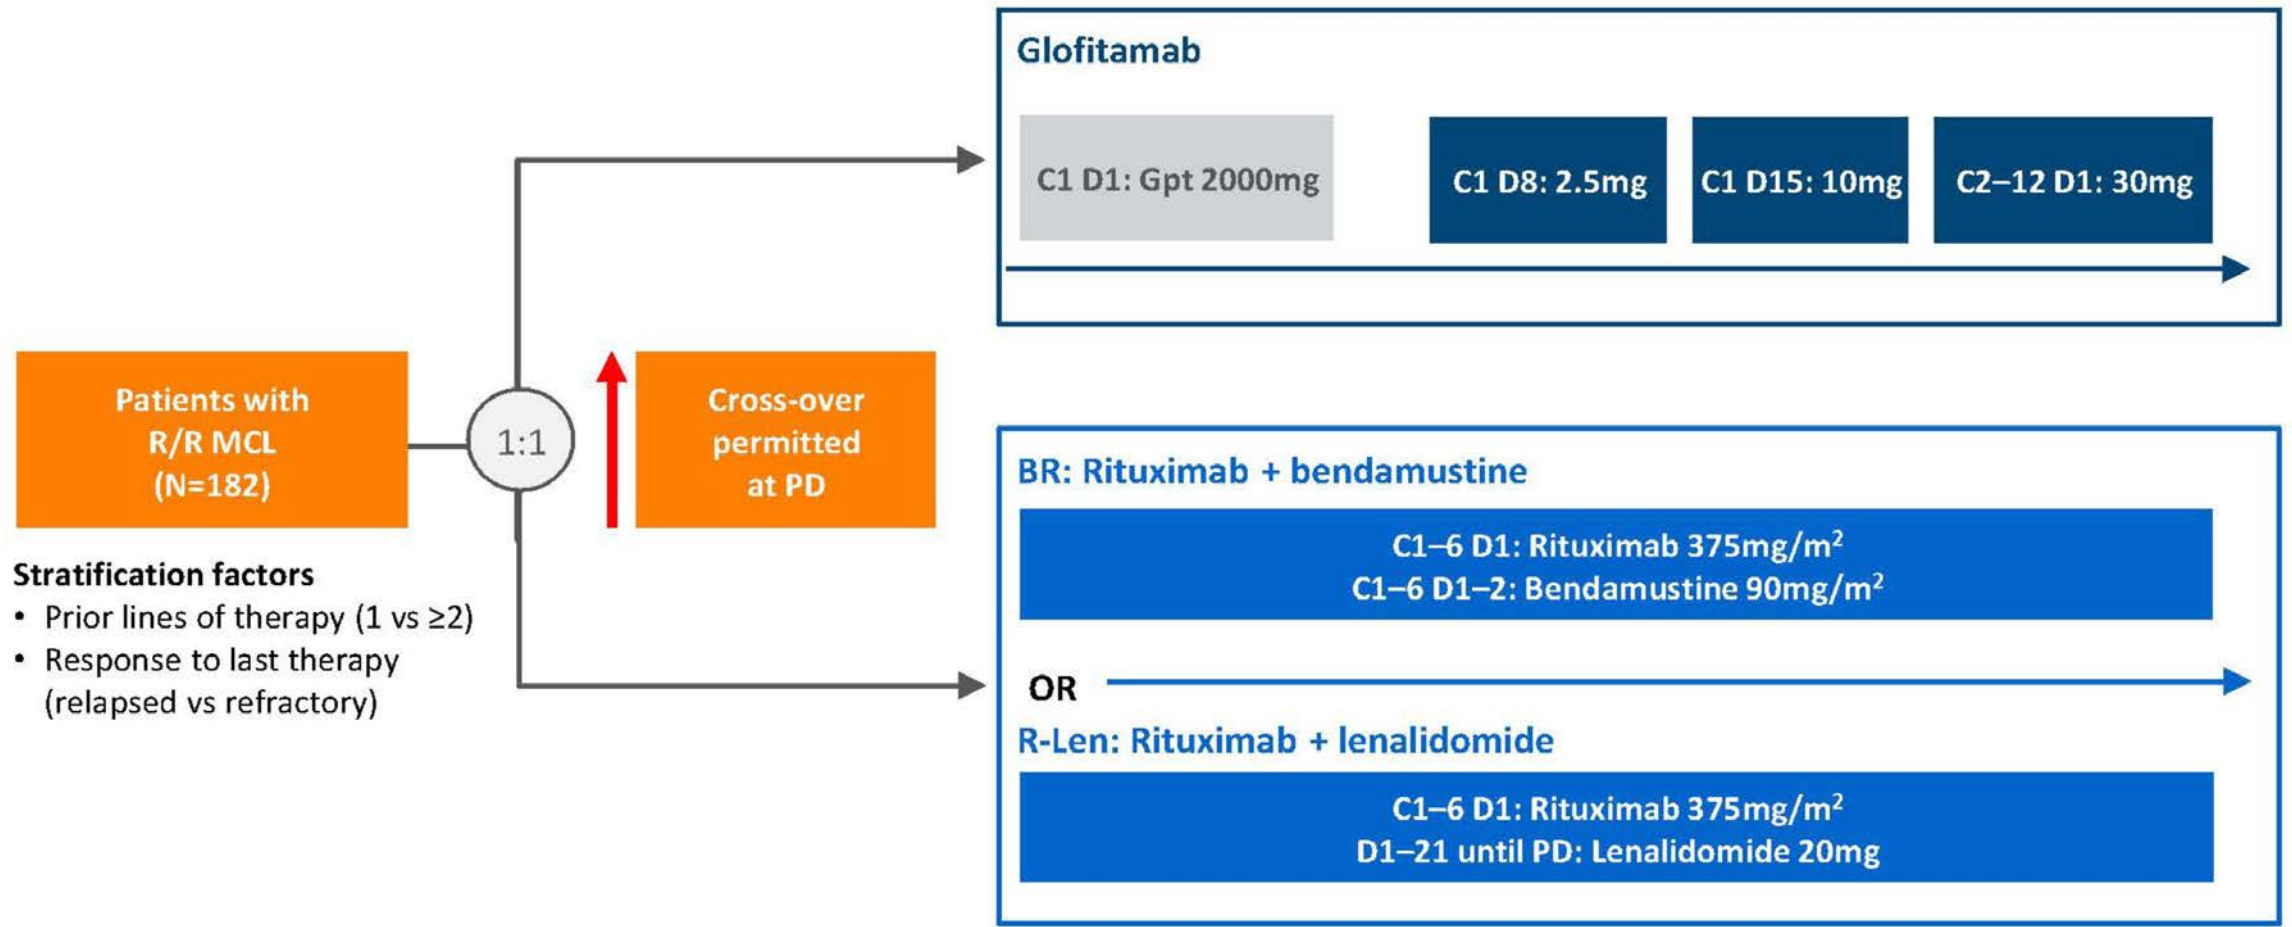 Glofitamab
C1 D1: Gpt 2000mg
C1 D8: 2.5mg
C1 D15: 10mg
C2–12 D1: 30mg
Patients with
R/R MCL
(N=182)
1:1
Cross-over
permitted
at PD
Stratification factors
• Prior lines of therapy (1 vs ≥2)
• Response to last therapy
(relapsed vs refractory)
BR: Rituximab + bendamustine
C1–6 D1: Rituximab 375mg/m²
C1–6 D1–2: Bendamustine 90mg/m²
OR
R-Len: Rituximab + lenalidomide
C1–6 D1: Rituximab 375mg/m²
D1–21 until PD: Lenalidomide 20mg